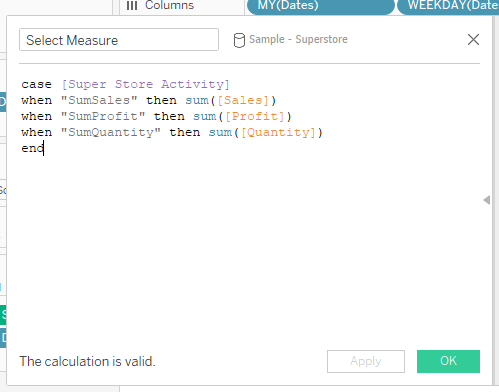 Columns
MY(Dates)
WEEKDAY(Date
Select Measure
Sample - Superstore
case [Super Store Activity]
when "SumSales" then sum([Sales])
when "SumProfit" then sum([Profit])
when "SumQuantity" then sum([Quantity])
end
The calculation is valid.
Apply
OK